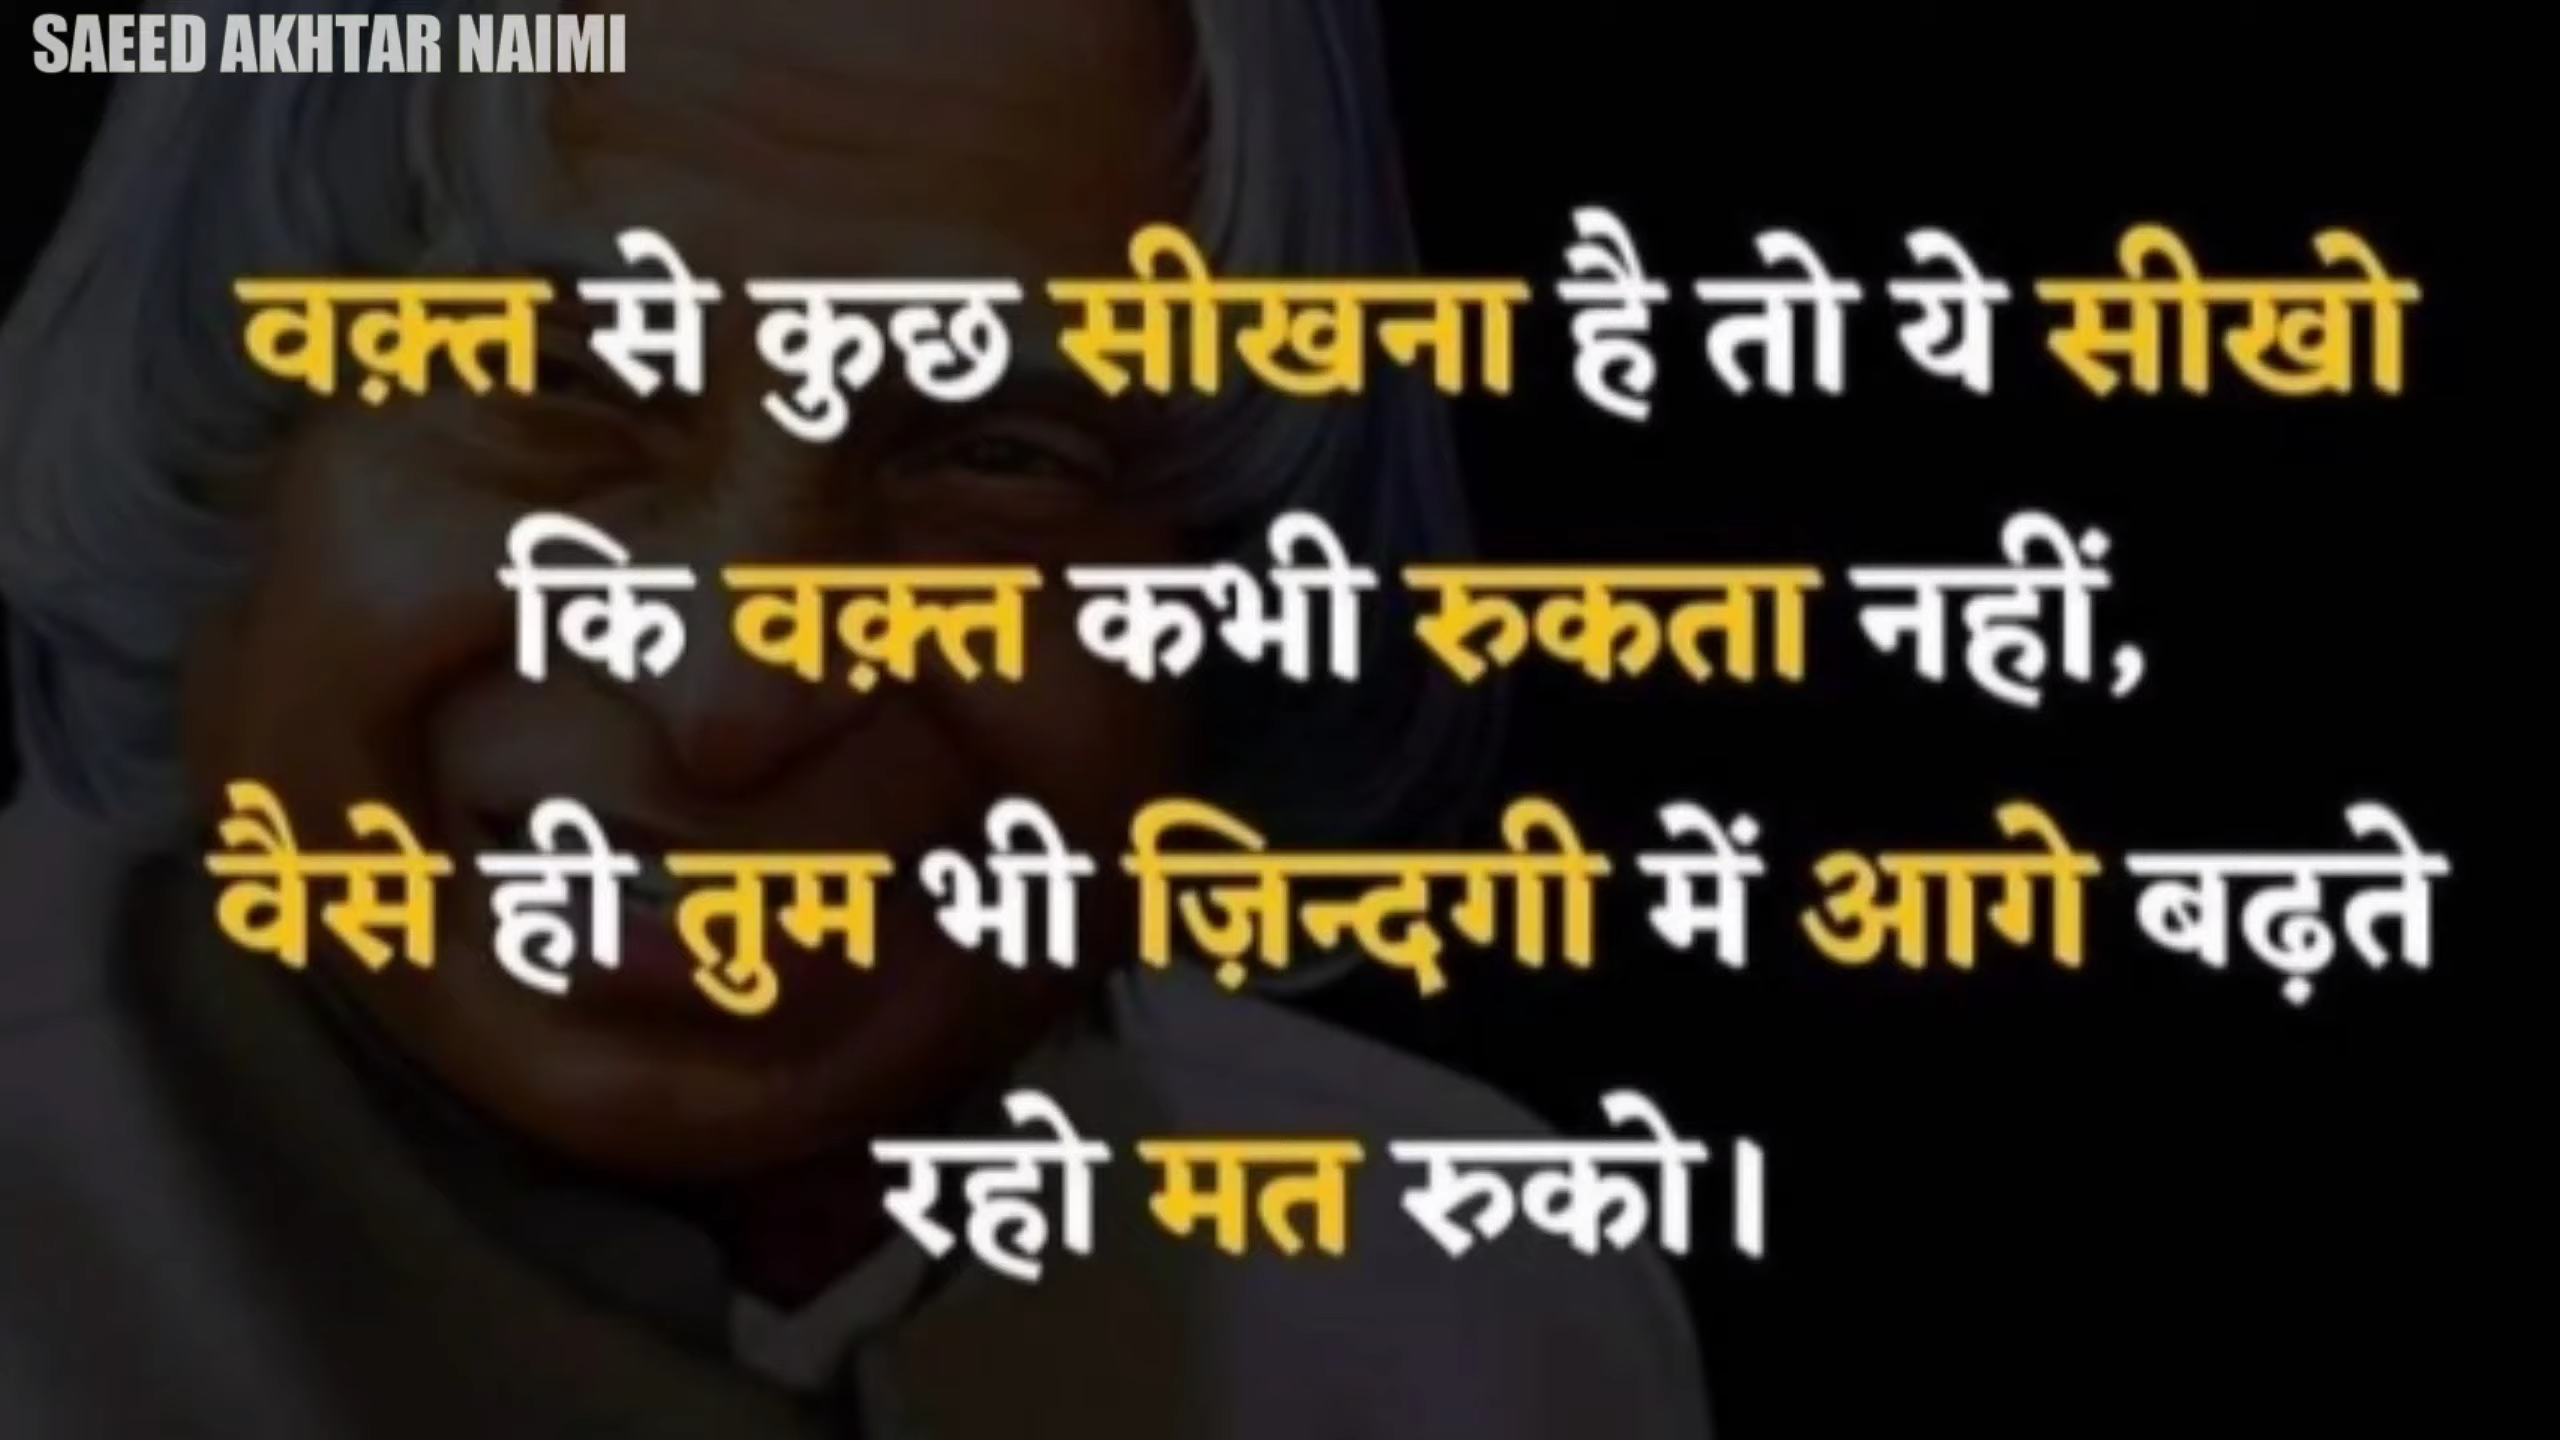 SAEED AKHTAR NAIMI
वक़्त से कुछ सीखना है तो ये सीखो
कि वक़्त कभी रुकता नहीं,
वैसे ही तुम भी ज़िन्दगी में आगे बढ़ते
रहो मत रुको।